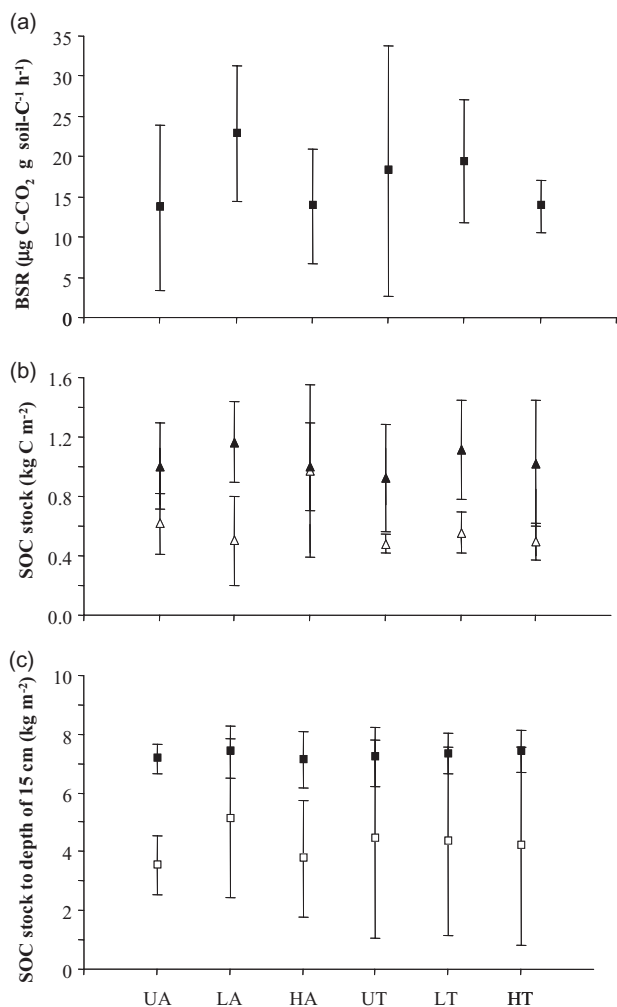 (a)
35
30
25
20
15
10
5
0
BSR (µg C-CO₂ g soil-C⁻¹ h⁻¹)
(b)
1.6
1.2
0.8
0.4
0.0
SOC stock (kg C m⁻²)
(c)
10
8
6
4
2
0
SOC stock to depth of 15 cm (kg m⁻²)
UA LA HA UT LT HT